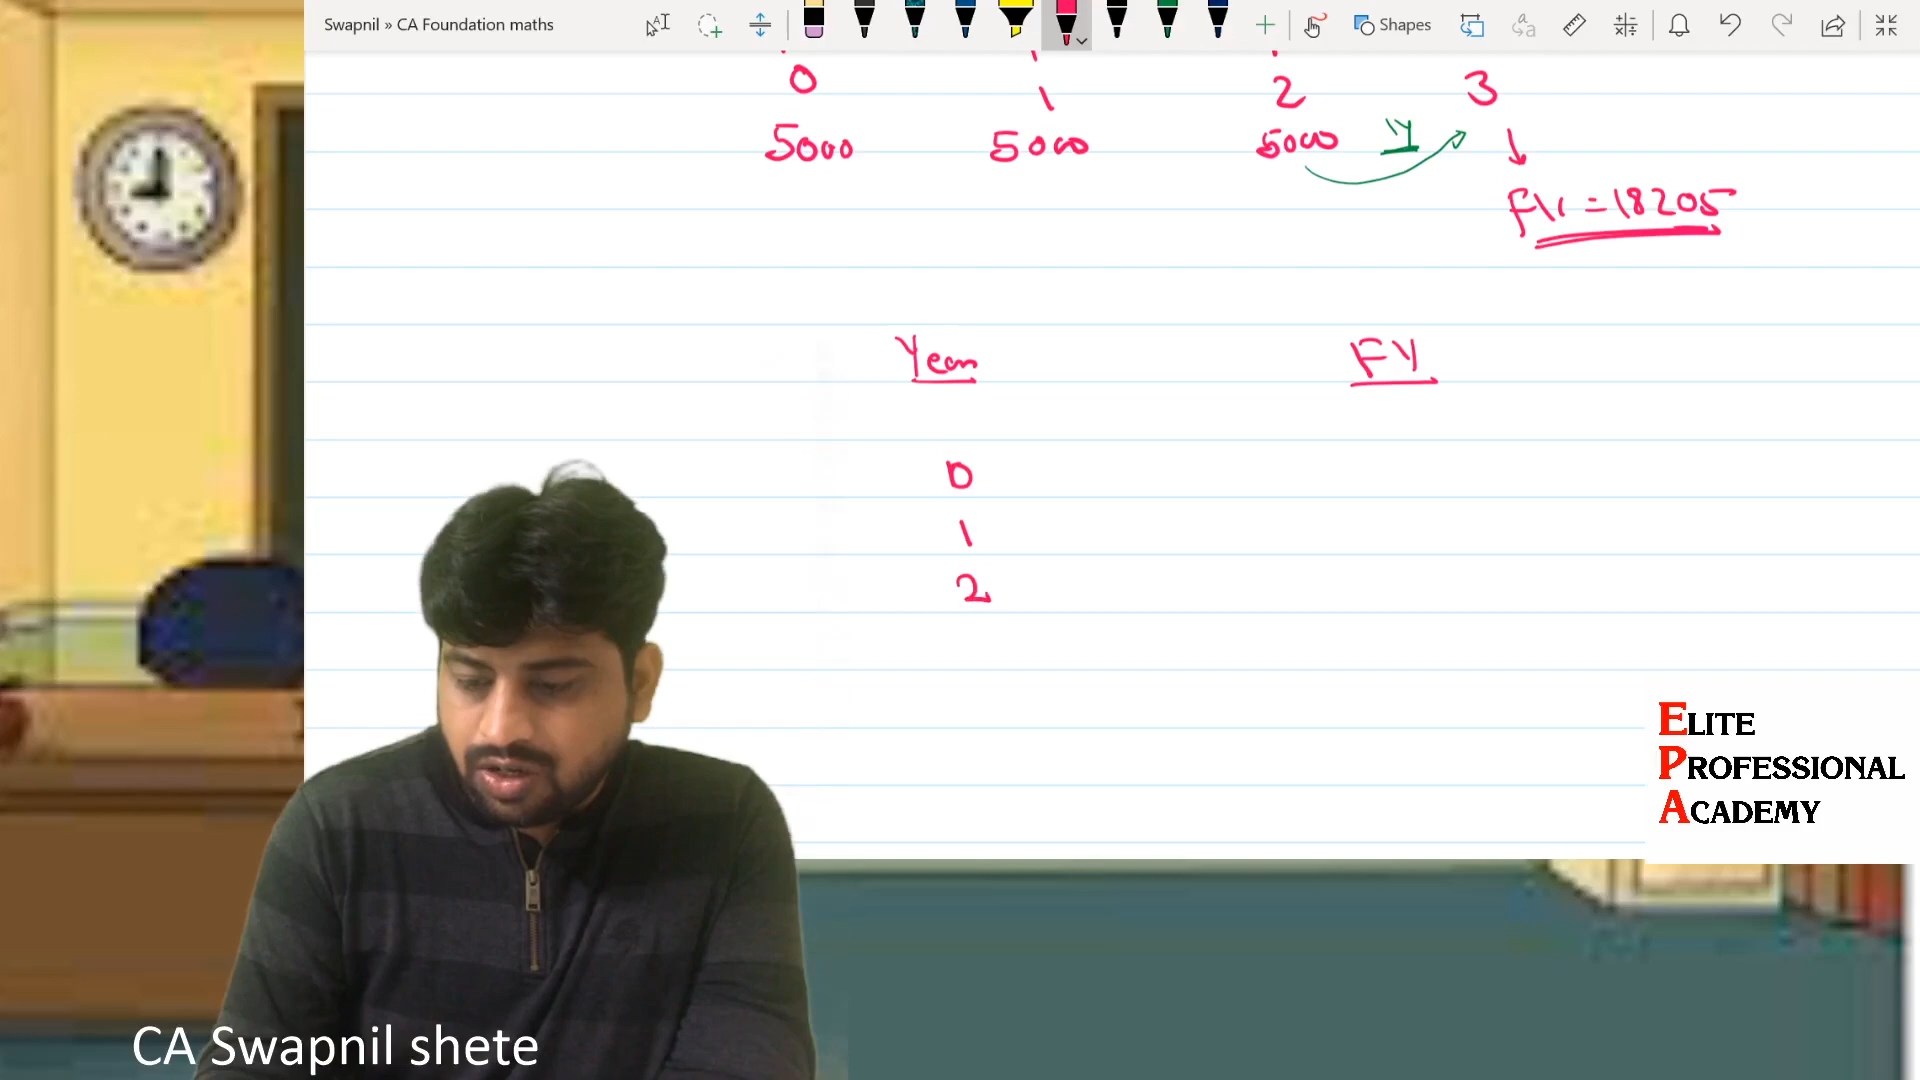 Swapnil » CA Foundation maths
Shapes
0 1 2 3
5000 5000 5000 1Y
FV = 18205
Year FV
0
1
2
ELITE
PROFESSIONAL
ACADEMY
CA Swapnil shete